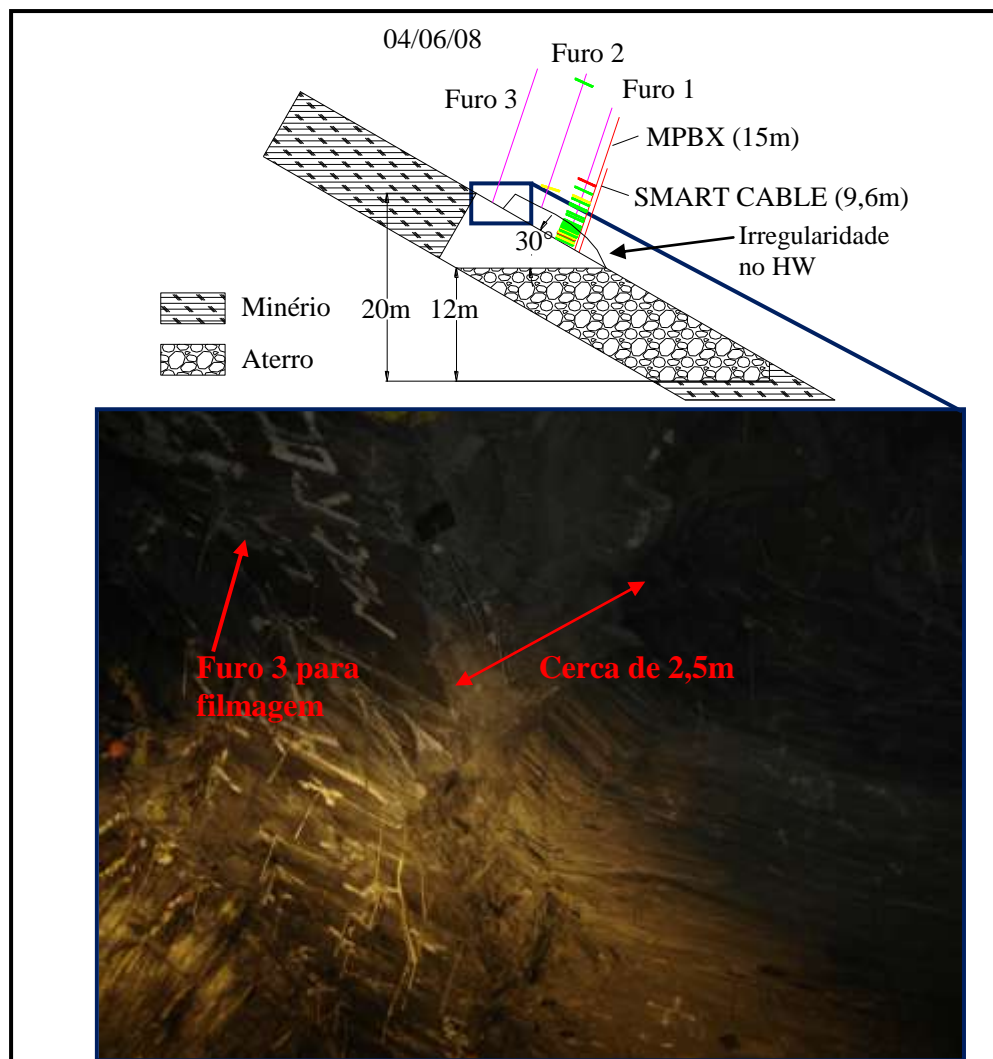 04/06/08
Furo 2
Furo 3
Furo 1
MPBX (15m)
SMART CABLE (9,6m)
30°
Irregularidade
no HW
Minério
20m
12m
Aterro
Furo 3 para
filmagem
Cerca de 2,5m